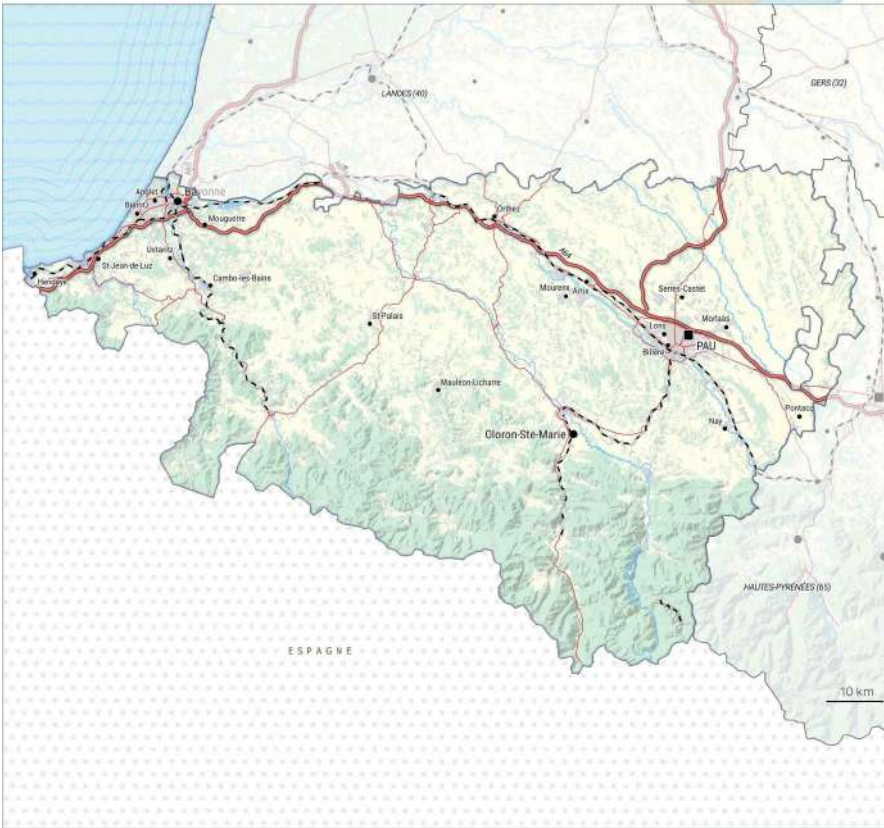 GERS (32)
LANDES (40)
Anglet
Bayonne
Biarritz
Mouguerre
Orthez
Ustaritz
St-Jean-de-Luz
A64
Hendaye
Cambo-les-Bains
Mourenx
Artix
Serres-Castet
St-Palais
Lons
Morlaàs
PAU
Billère
Mauléon-Licharre
Pontacq
Nay
Oloron-Ste-Marie
HAUTES-PYRÉNÉES (65)
ESPAGNE
10 km